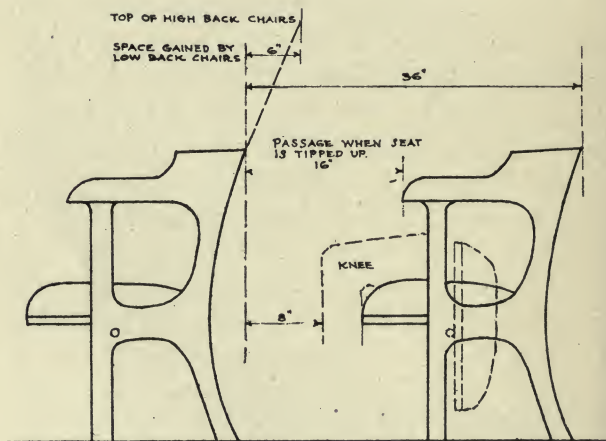 TOP OF HIGH BACK CHAIRS
SPACE GAINED BY
LOW BACK CHAIRS
6"
36"
PASSAGE WHEN SEAT
IS TIPPED UP.
16"
KNEE
8"